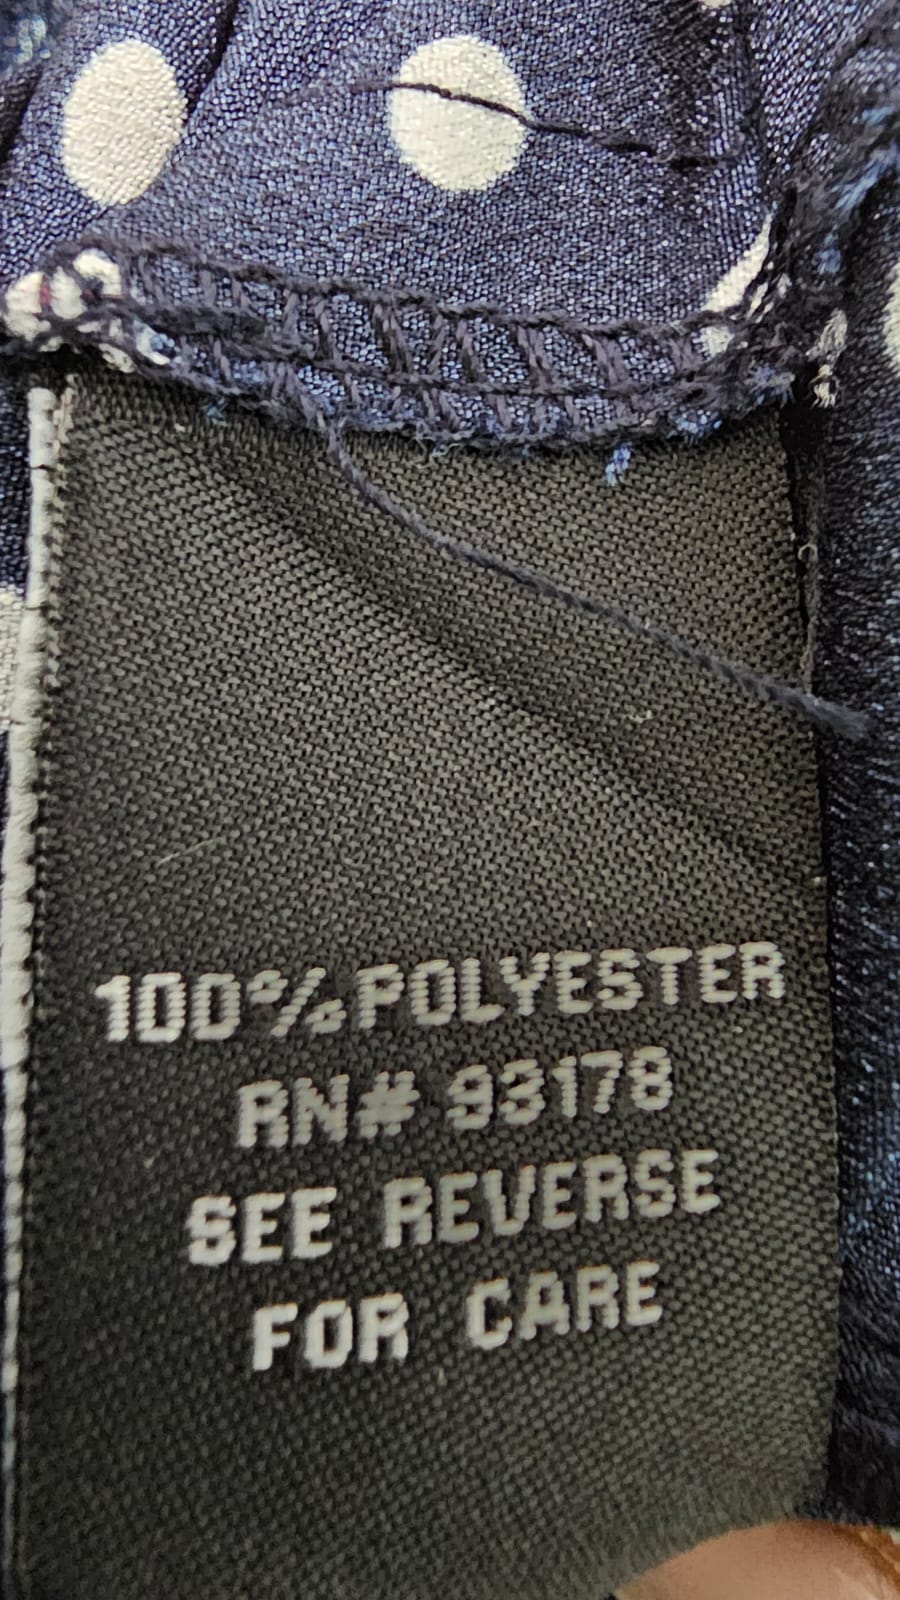 100% POLYESTER
RN# 93178
SEE REVERSE
FOR CARE